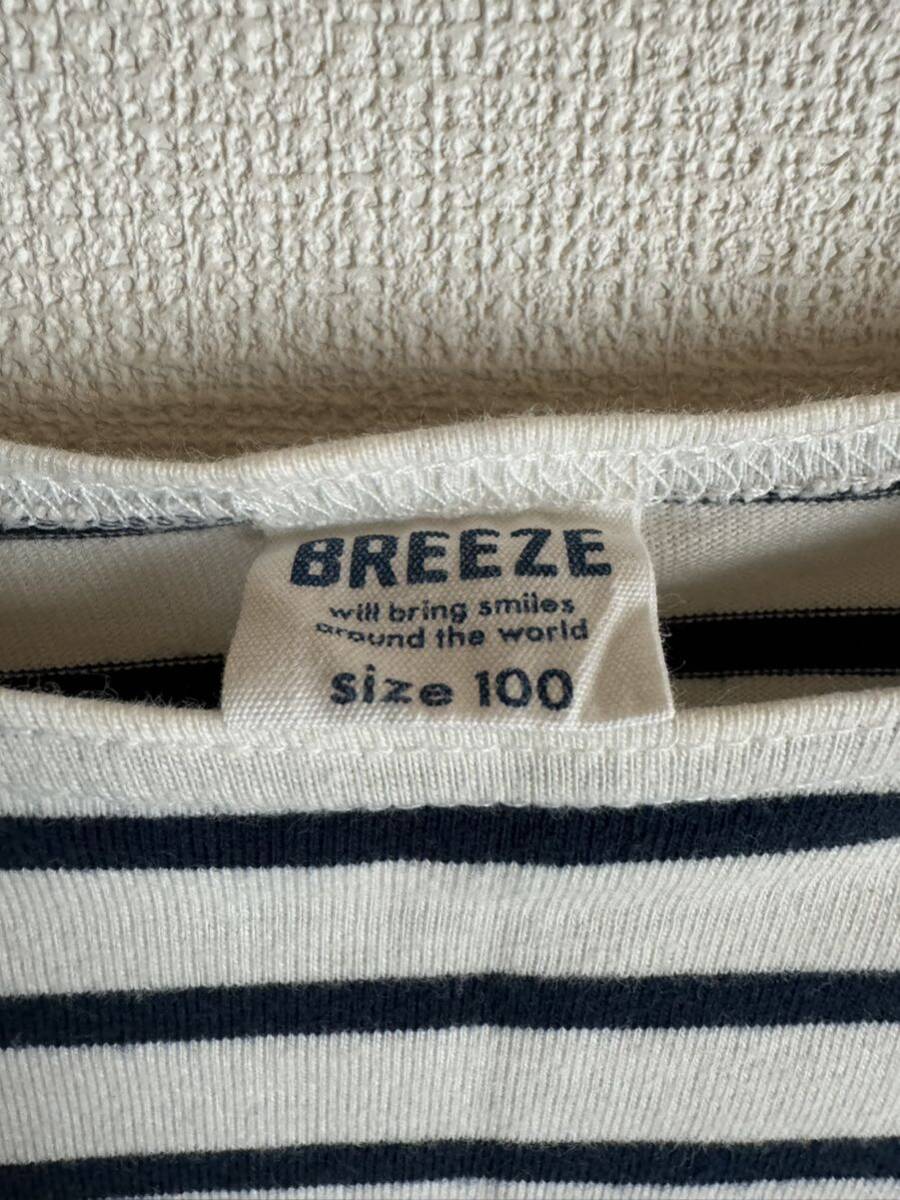 BREEZE
will bring smiles
around the world
size 100